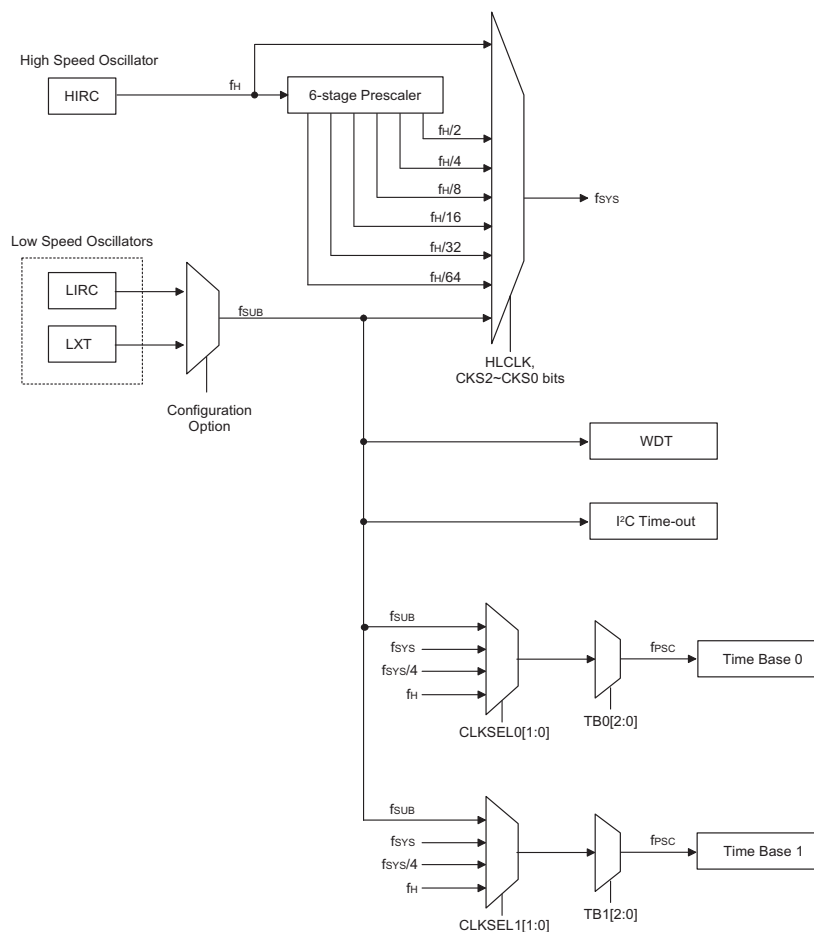 High Speed Oscillator
HIRC
fH
6-stage Prescaler
fH/2
fH/4
fH/8
fH/16
fH/32
fH/64
fSYS
Low Speed Oscillators
LIRC
LXT
fSUB
Configuration
Option
HLCLK,
CKS2~CKS0 bits
WDT
I²C Time-out
fSUB
fSYS
fSYS/4
fH
CLKSEL0[1:0]
TB0[2:0]
fPSC
Time Base 0
fSUB
fSYS
fSYS/4
fH
CLKSEL1[1:0]
TB1[2:0]
fPSC
Time Base 1